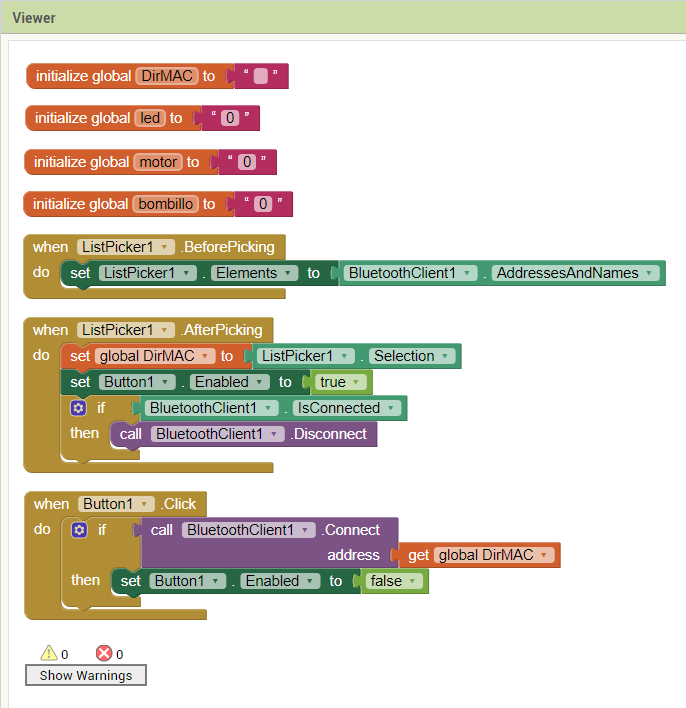 Viewer
initialize global DirMAC to “ ”
initialize global led to “ 0 ”
initialize global motor to “ 0 ”
initialize global bombillo to “ 0 ”
when ListPicker1 .BeforePicking
do set ListPicker1 . Elements to BluetoothClient1 . AddressesAndNames
when ListPicker1 .AfterPicking
do set global DirMAC to ListPicker1 . Selection
set Button1 . Enabled to true
if BluetoothClient1 . IsConnected
then call BluetoothClient1 .Disconnect
when Button1 .Click
do if call BluetoothClient1 .Connect
address get global DirMAC
then set Button1 . Enabled to false
0 0
Show Warnings